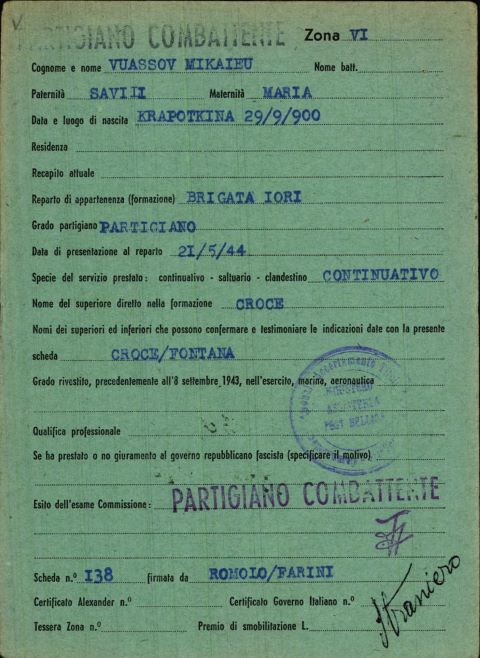 PARTIGIANO COMBATTENTE Zona VI
Cognome e nome VUASSOV MIKAIEU Nome batt.
Paternità SAVILI Maternità MARIA
Data e luogo di nascita KRAPOTKINA 29/9/900
Residenza
Recapito attuale
Reparto di appartenenza (formazione) BRIGATA IORI
Grado partigiano PARTIGIANO
Data di presentazione al reparto 21/5/44
Specie del servizio prestato: continuativo - saltuario - clandestino CONTINUATIVO
Nome del superiore diretto nella formazione CROCE
Nomi dei superiori ed inferiori che possono confermare e testimoniare le indicazioni date con la presente
scheda CROCE/FONTANA
Grado rivestito, precedentemente all'8 settembre 1943, nell'esercito, marina, aeronautica
MINISTERO
ASSISTENZA
POST BELLICA
Qualifica professionale
Se ha prestato o no giuramento al governo repubblicano fascista (specificare il motivo)
Esito dell'esame Commissione: PARTIGIANO COMBATTENTE
Scheda n.º 138 firmata da ROMOLO/FARINI
Certificato Alexander n.º Certificato Governo Italiano n.º
Tessera Zona n.º Premio di smobilitazione L.
Straniero